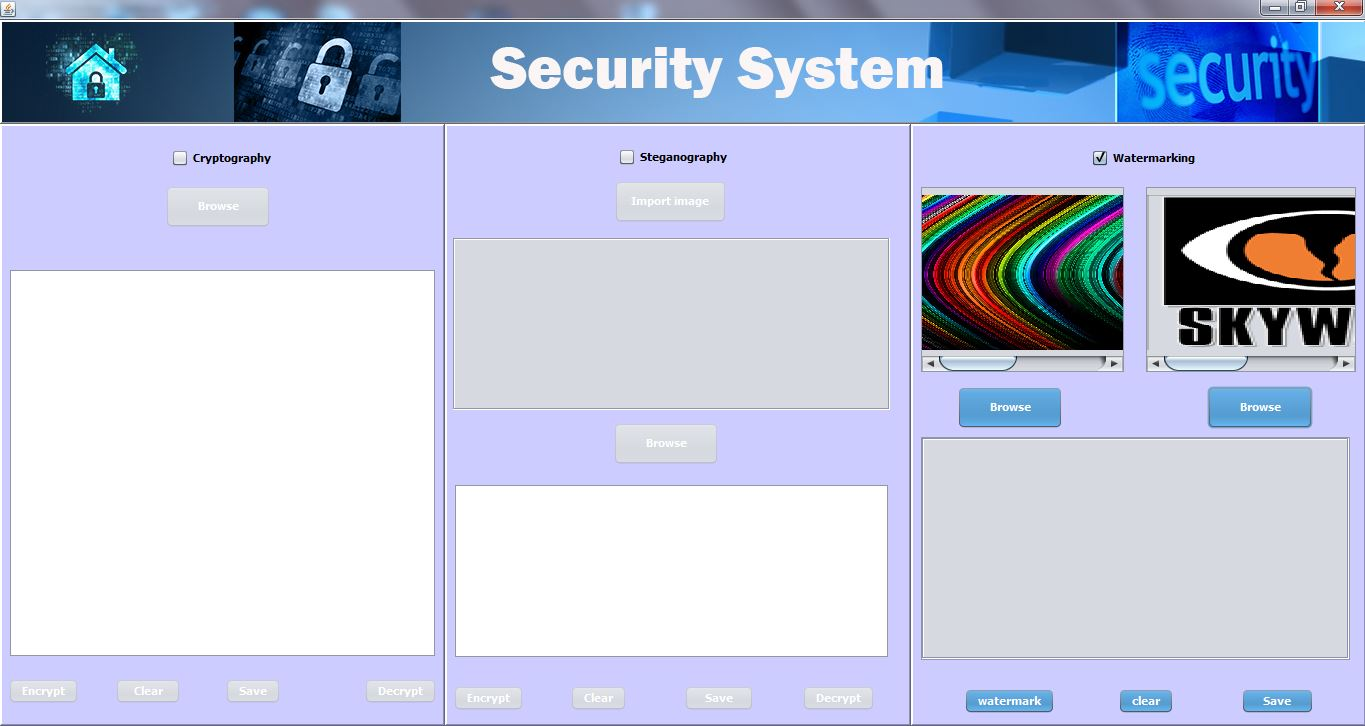 Security System
security
Cryptography
Browse
Encrypt
Clear
Save
Decrypt
Steganography
Import image
Browse
Encrypt
Clear
Save
Decrypt
Watermarking
SKYW
Browse
Browse
watermark
clear
Save